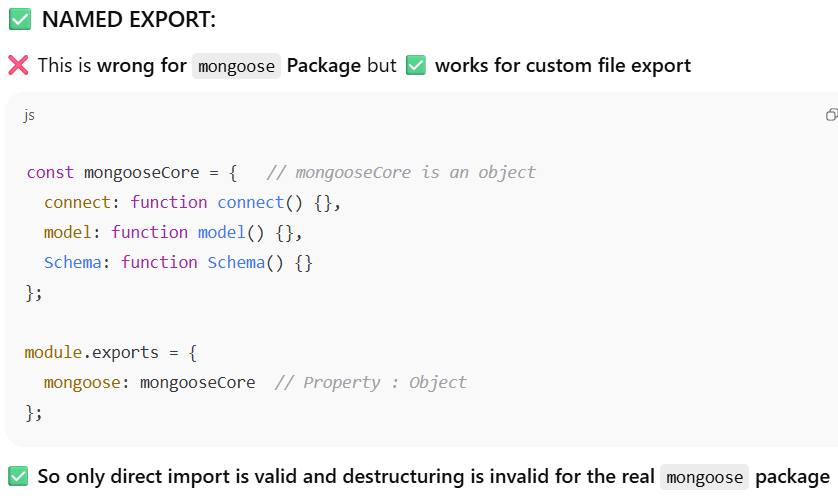 ✅ NAMED EXPORT:
❌ This is wrong for mongoose Package but ✅ works for custom file export
js
const mongooseCore = {   // mongooseCore is an object
  connect: function connect() {},
  model: function model() {},
  Schema: function Schema() {}
};
module.exports = {
  mongoose: mongooseCore  // Property : Object
};
✅ So only direct import is valid and destructuring is invalid for the real mongoose package